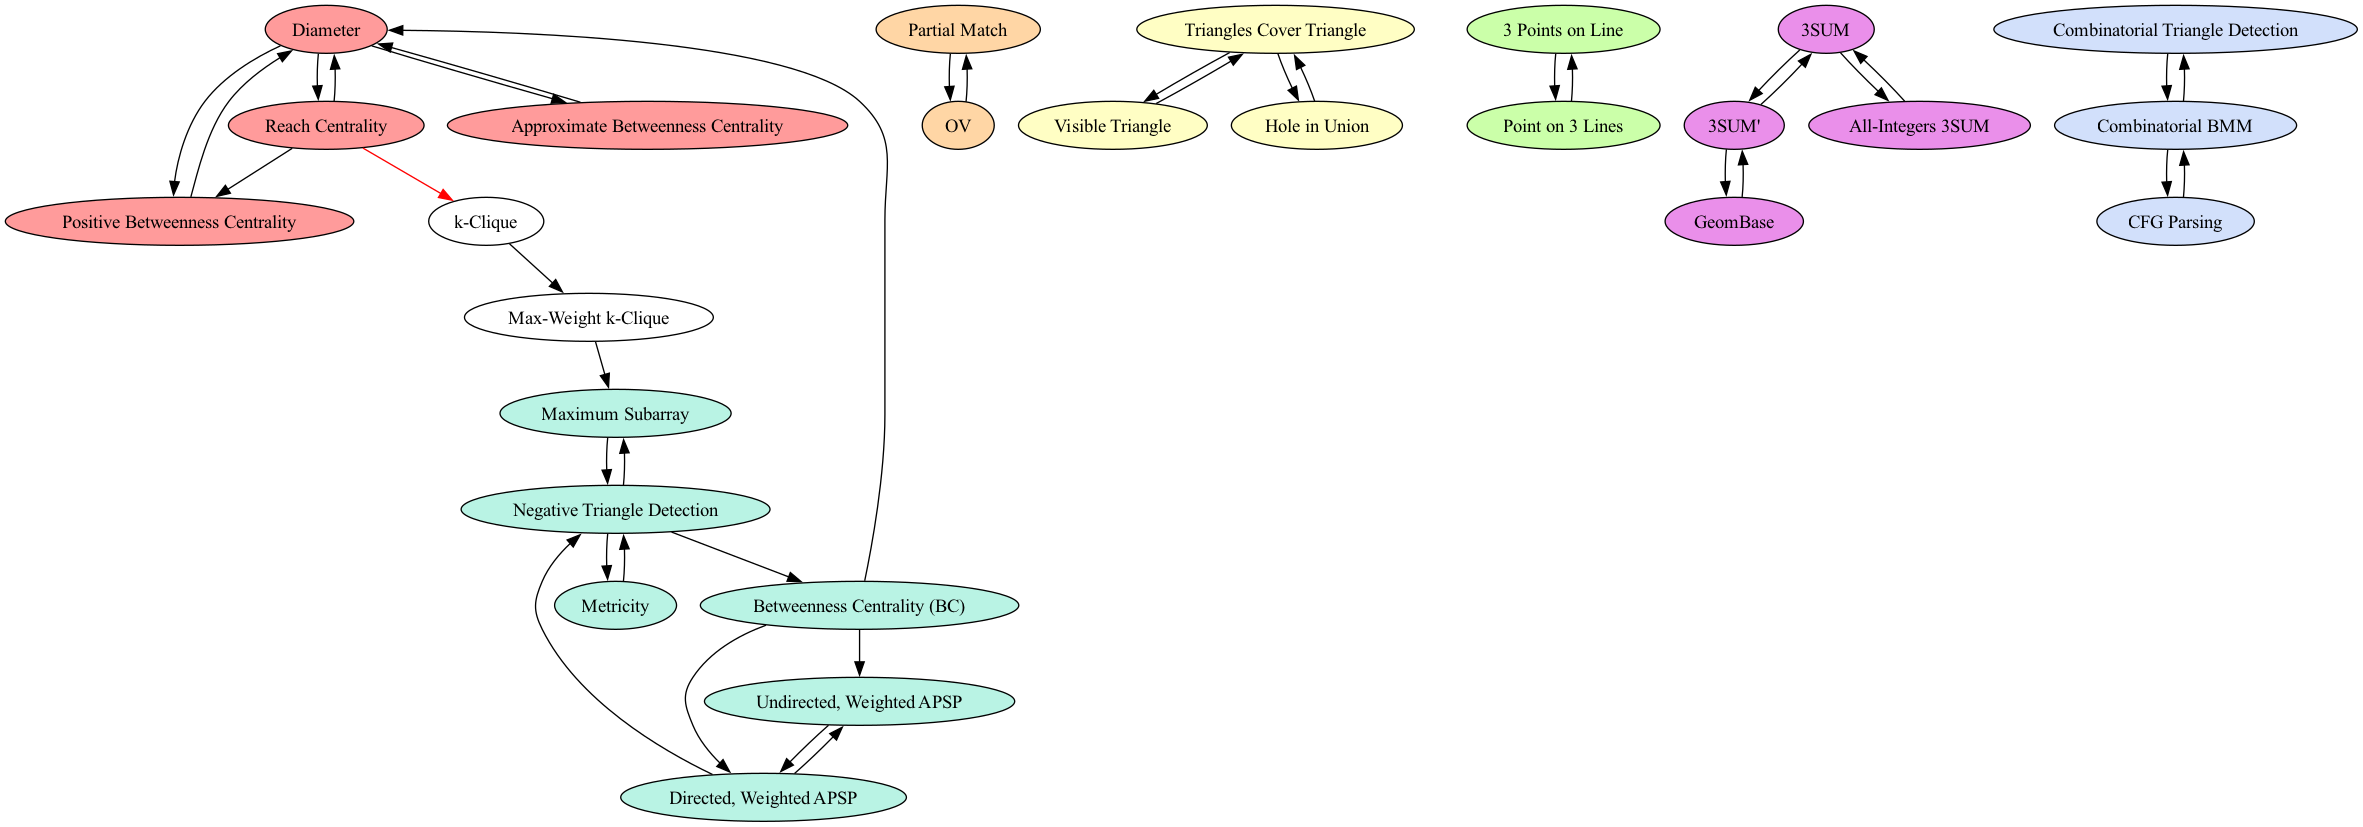 Diameter
Partial Match
Triangles Cover Triangle
3 Points on Line
3SUM
Combinatorial Triangle Detection
Reach Centrality
Approximate Betweenness Centrality
OV
Visible Triangle
Hole in Union
Point on 3 Lines
3SUM'
All-Integers 3SUM
Combinatorial BMM
Positive Betweenness Centrality
k-Clique
GeomBase
CFG Parsing
Max-Weight k-Clique
Maximum Subarray
Negative Triangle Detection
Metricity
Betweenness Centrality (BC)
Undirected, Weighted APSP
Directed, Weighted APSP